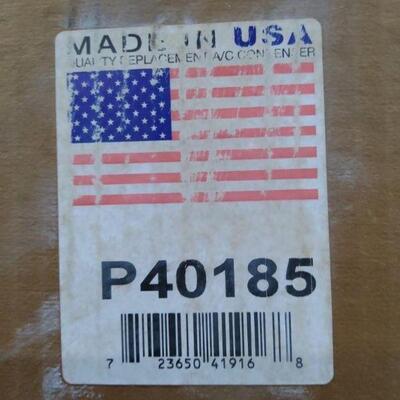 MADE IN USA
QUALITY REPLACEMENT A/C CONDENSER
P40185
7 23650 41916 8